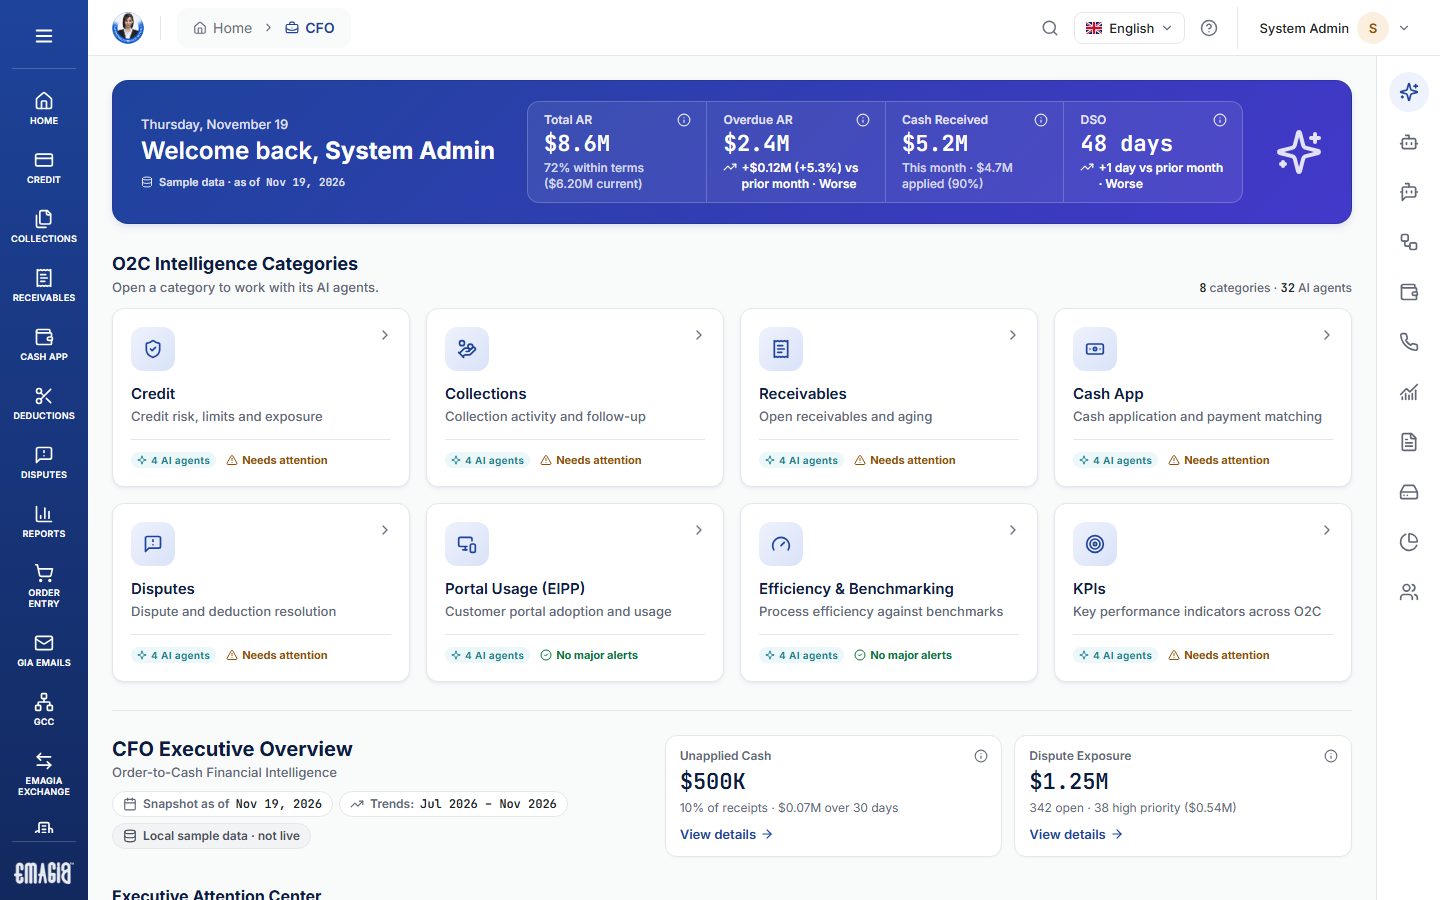 Home > CFO
English
System Admin
S
HOME
CREDIT
COLLECTIONS
RECEIVABLES
CASH APP
DEDUCTIONS
DISPUTES
REPORTS
ORDER
ENTRY
GIA EMAILS
GCC
EMAGIA
EXCHANGE
EMAGIA
Thursday, November 19
Welcome back, System Admin
Sample data · as of Nov 19, 2026
Total AR
$8.6M
72% within terms
($6.20M current)
Overdue AR
$2.4M
+$0.12M (+5.3%) vs
prior month · Worse
Cash Received
$5.2M
This month · $4.7M
applied (90%)
DSO
48 days
+1 day vs prior month
· Worse
O2C Intelligence Categories
Open a category to work with its AI agents.
8 categories · 32 AI agents
Credit
Credit risk, limits and exposure
4 AI agents
Needs attention
Collections
Collection activity and follow-up
4 AI agents
Needs attention
Receivables
Open receivables and aging
4 AI agents
Needs attention
Cash App
Cash application and payment matching
4 AI agents
Needs attention
Disputes
Dispute and deduction resolution
4 AI agents
Needs attention
Portal Usage (EIPP)
Customer portal adoption and usage
4 AI agents
No major alerts
Efficiency & Benchmarking
Process efficiency against benchmarks
4 AI agents
No major alerts
KPIs
Key performance indicators across O2C
4 AI agents
Needs attention
CFO Executive Overview
Order-to-Cash Financial Intelligence
Snapshot as of Nov 19, 2026
Trends: Jul 2026 – Nov 2026
Local sample data · not live
Unapplied Cash
$500K
10% of receipts · $0.07M over 30 days
View details
Dispute Exposure
$1.25M
342 open · 38 high priority ($0.54M)
View details
Executive Attention Center